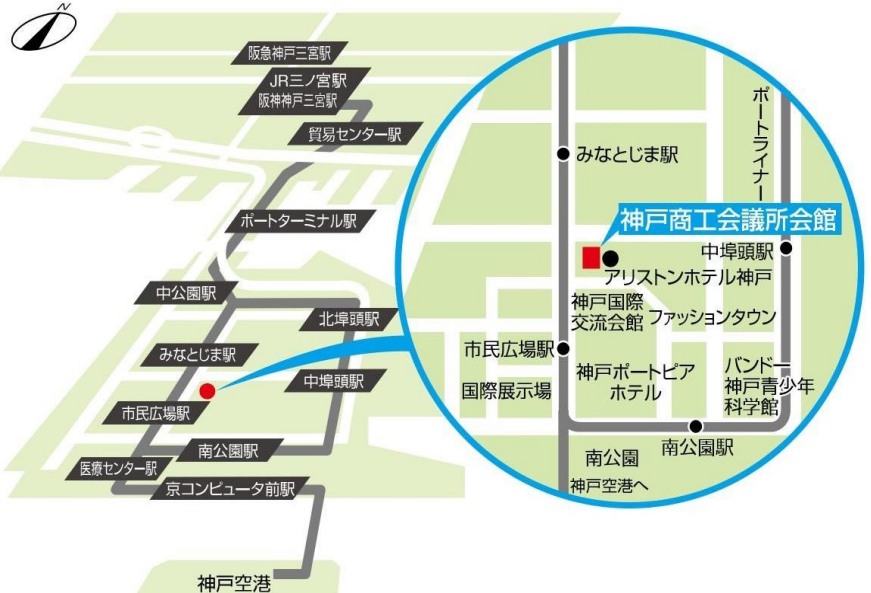 N
阪急神戸三宮駅
JR三ノ宮駅
阪神神戸三宮駅
貿易センター駅
ポートターミナル駅
中公園駅
北埠頭駅
みなとじま駅
中埠頭駅
市民広場駅
南公園駅
医療センター駅
京コンピュータ前駅
神戸空港
ポートライナー
みなとじま駅
神戸商工会議所会館
中埠頭駅
アリストンホテル神戸
神戸国際
交流会館
ファッションタウン
市民広場駅
国際展示場
神戸ポートピア
ホテル
バンドー
神戸青少年
科学館
南公園駅
南公園
神戸空港へ